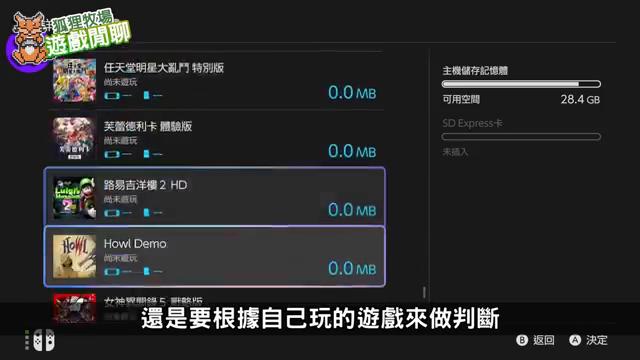 狐狸牧場
遊戲閒聊
任天堂明星大亂鬥 特別版
尚未遊玩
0.0 MB
芙蕾德利卡 體驗版
尚未遊玩
0.0 MB
路易吉洋樓 2 HD
尚未遊玩
0.0 MB
Howl Demo
尚未遊玩
0.0 MB
女神異聞錄 5 戰略版
主機儲存記憶體
可用空間 28.4 GB
SD Express卡
未插入
還是要根據自己玩的遊戲來做判斷
B 返回 A 決定